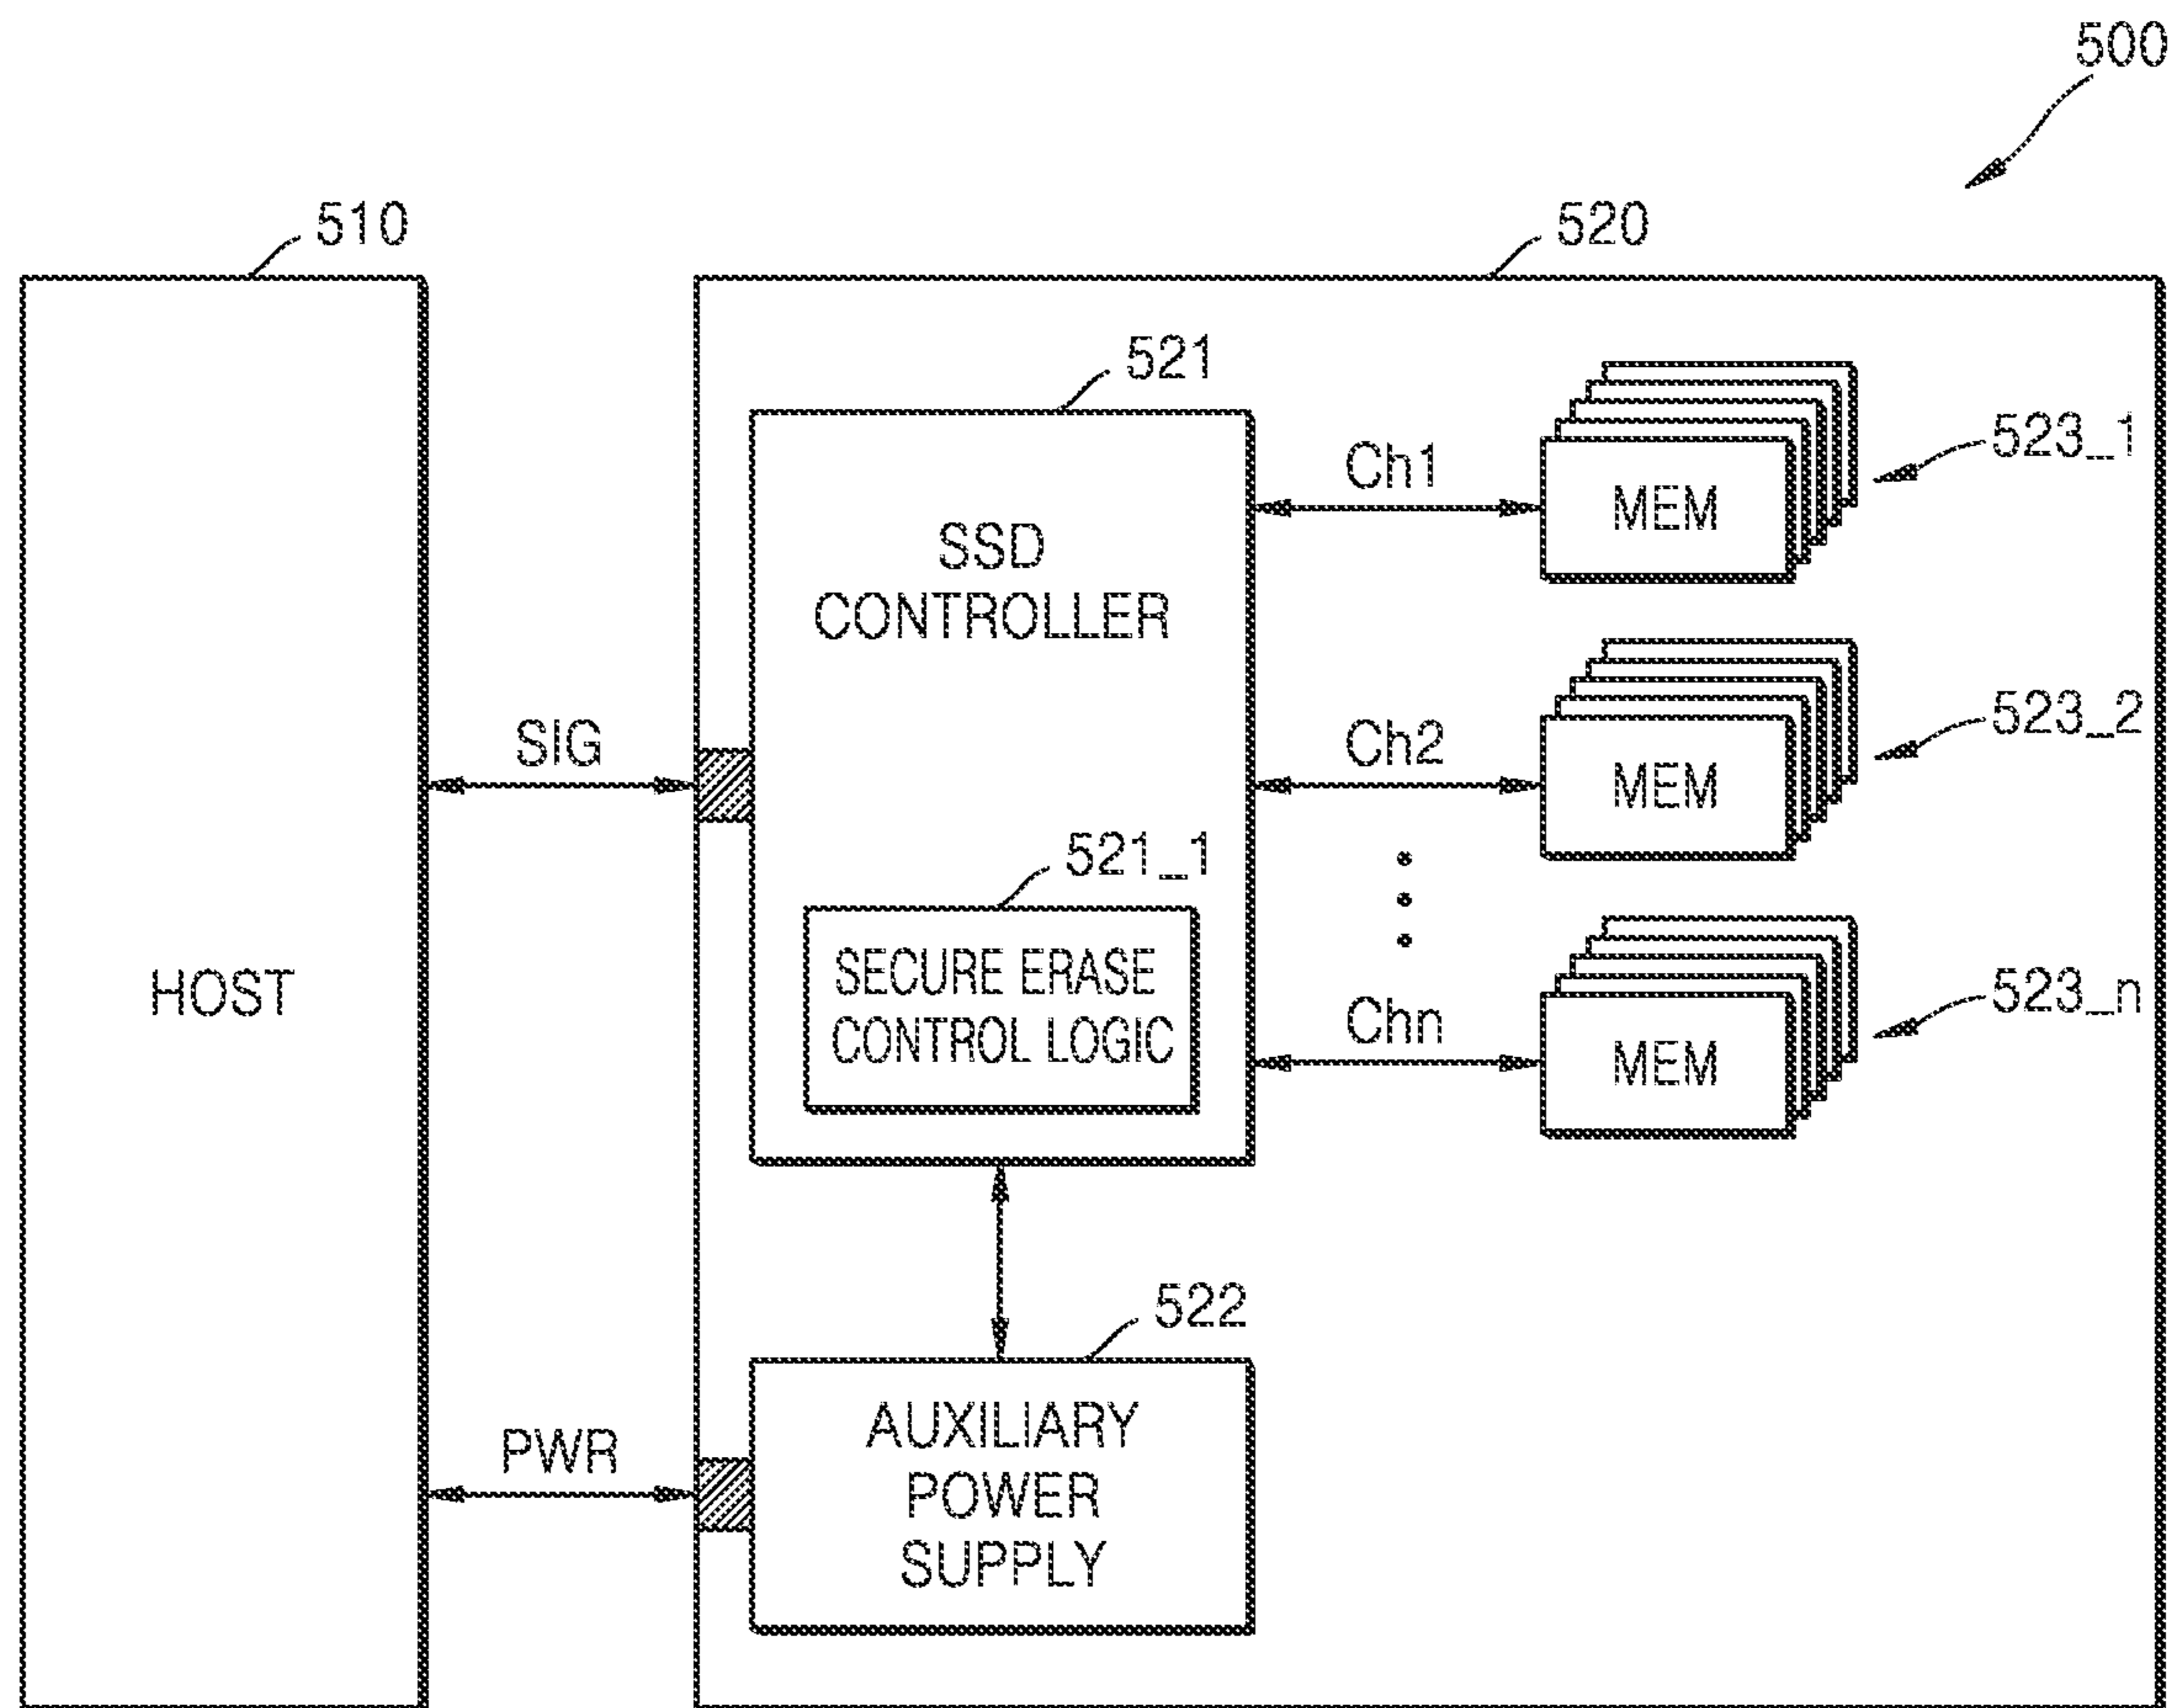 500
510
520
521
Ch1
523_1
MEM
SSD
CONTROLLER
SIG
Ch2
523_2
MEM
521_1
SECURE ERASE
CONTROL LOGIC
HOST
Chn
523_n
MEM
522
PWR
AUXILIARY
POWER
SUPPLY